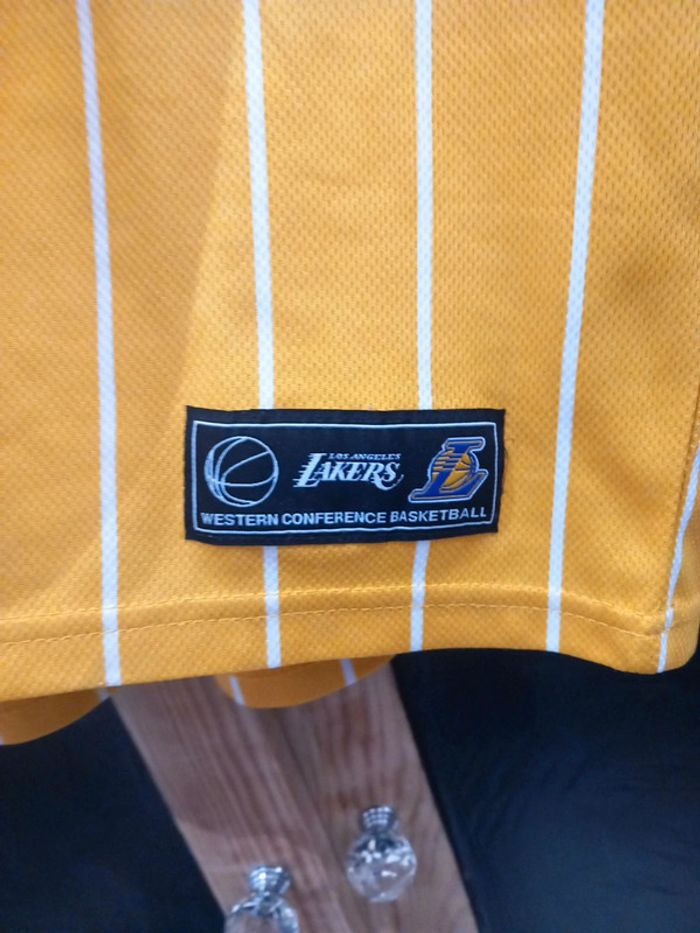 LOS ANGELES
LAKERS
L
WESTERN CONFERENCE BASKETBALL